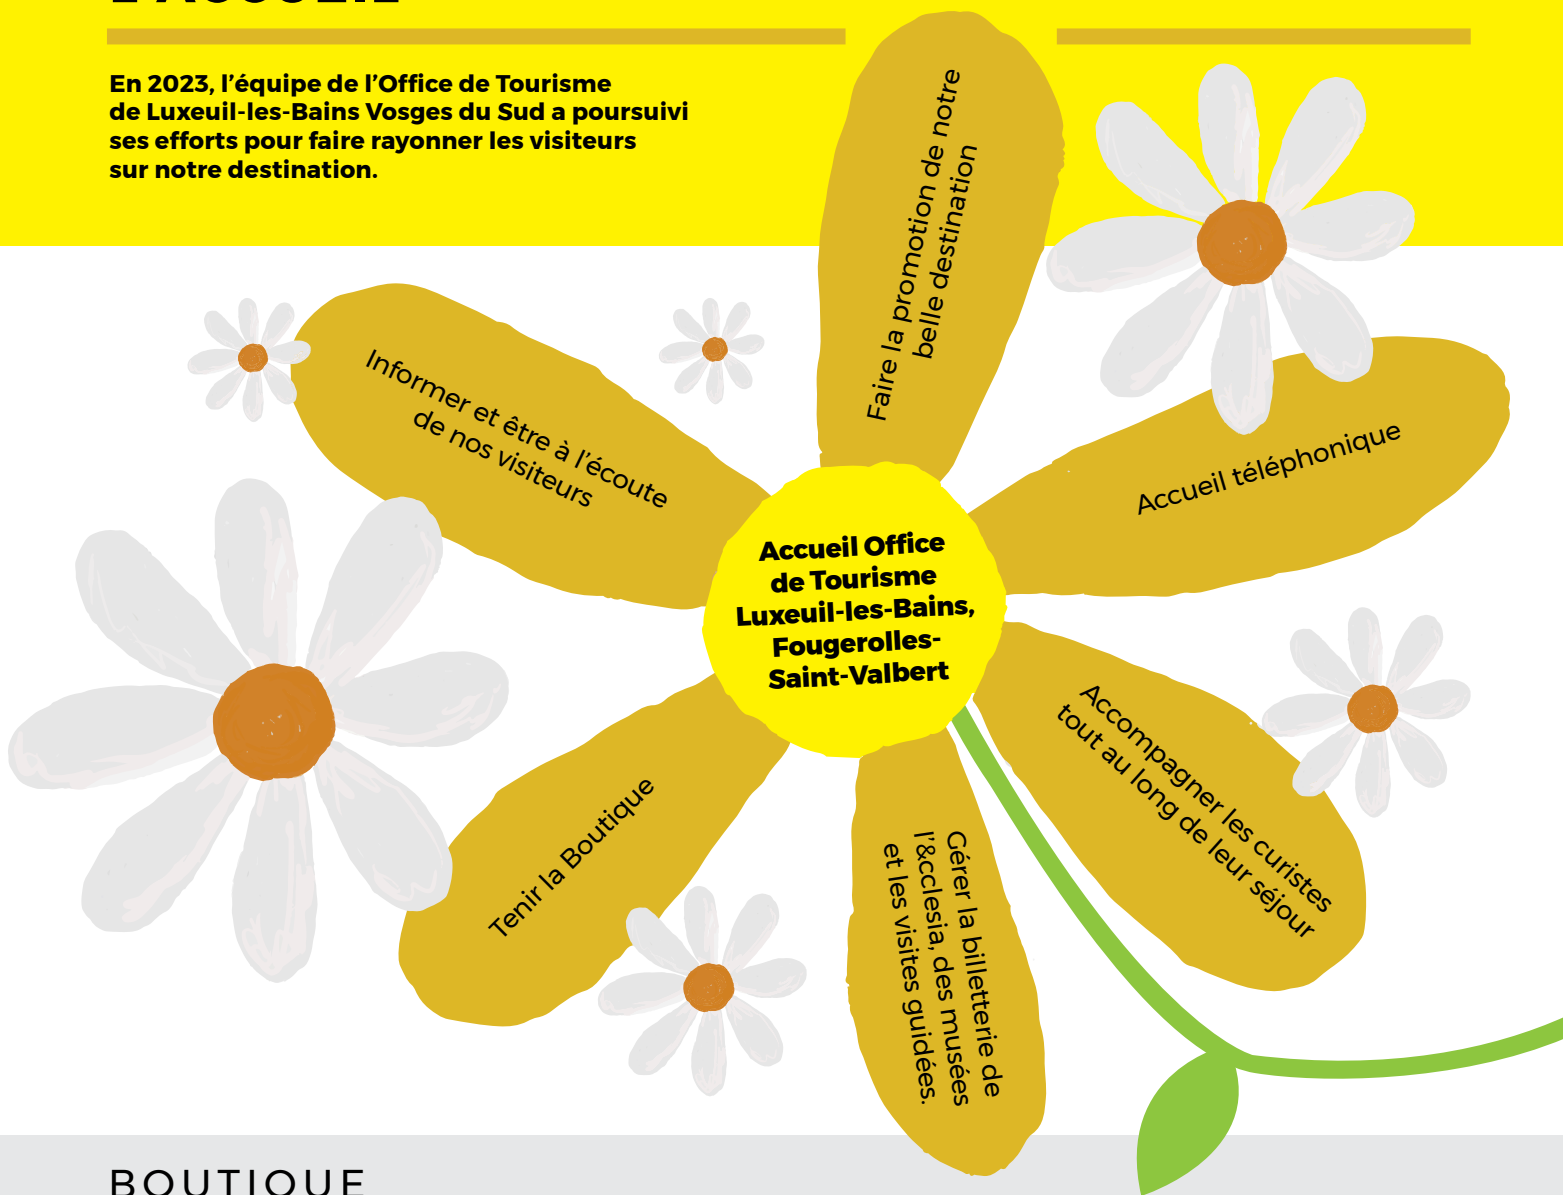 L'ACCUEIL
En 2023, l'équipe de l'Office de Tourisme
de Luxeuil-les-Bains Vosges du Sud a poursuivi
ses efforts pour faire rayonner les visiteurs
sur notre destination.
Faire la promotion de notre
belle destination
Informer et être à l'écoute
de nos visiteurs
Accueil téléphonique
Accueil Office
de Tourisme
Luxeuil-les-Bains,
Fougerolles-
Saint-Valbert
Accompagner les curistes
tout au long de leur séjour
Tenir la Boutique
Gérer la billetterie de
l'&cclesia, des musées
et les visites guidées.
BOUTIQUE